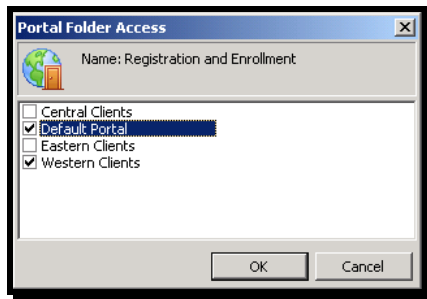 Portal Folder Access
Name: Registration and Enrollment
Central Clients
Default Portal
Eastern Clients
Western Clients
OK Cancel